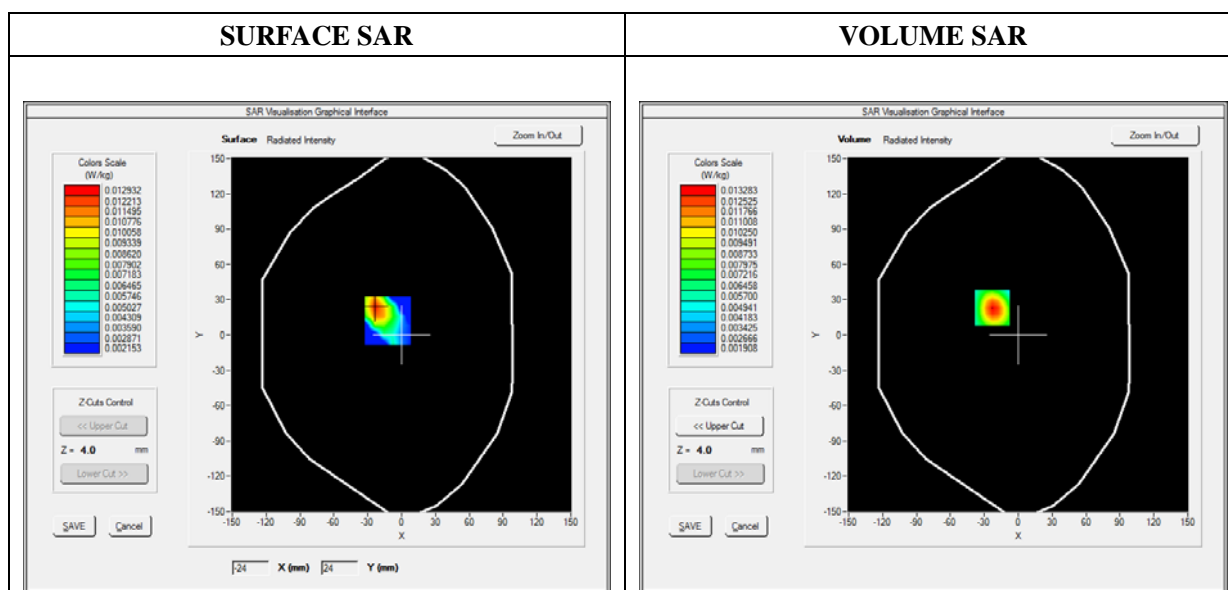 SURFACE SAR
VOLUME SAR
SAR Visualisation Graphical Interface
Surface Radiated Intensity
Zoom In/Out
Colors Scale
(W/kg)
0.012932
0.012213
0.011495
0.010776
0.010058
0.009339
0.008620
0.007902
0.007183
0.006465
0.005746
0.005027
0.004309
0.003590
0.002871
0.002153
Z-Cuts Control
<< Upper Cut
Z = 4.0 mm
Lower Cut >>
SAVE Cancel
150
120
90
60
30
0
-30
-60
-90
-120
-150
Y
-150 -120 -90 -60 -30 0 30 60 90 120 150
X
-24 X (mm) 24 Y (mm)
SAR Visualisation Graphical Interface
Volume Radiated Intensity
Zoom In/Out
Colors Scale
(W/kg)
0.013283
0.012525
0.011766
0.011008
0.010250
0.009491
0.008733
0.007975
0.007216
0.006458
0.005700
0.004941
0.004183
0.003425
0.002666
0.001908
Z-Cuts Control
<< Upper Cut
Z = 4.0 mm
Lower Cut >>
SAVE Cancel
150
120
90
60
30
0
-30
-60
-90
-120
-150
Y
-150 -120 -90 -60 -30 0 30 60 90 120 150
X